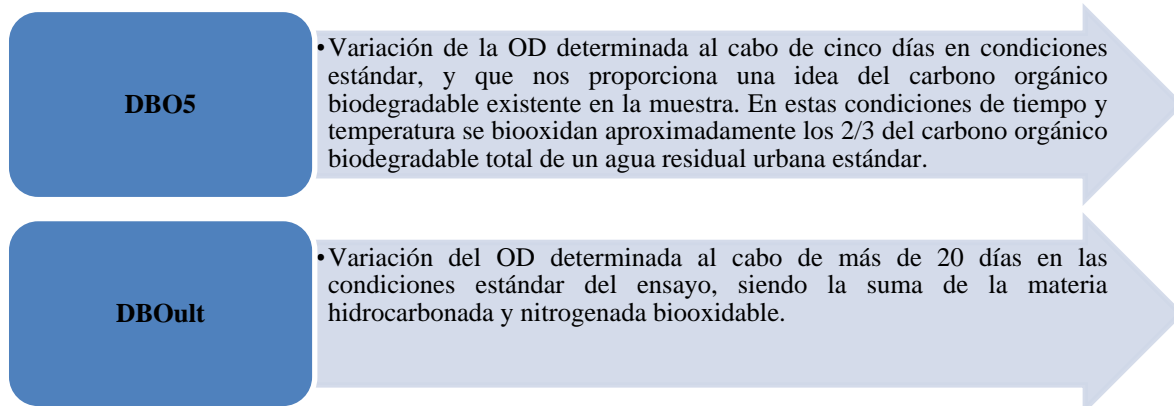 DBO5
•Variación de la OD determinada al cabo de cinco días en condiciones
estándar, y que nos proporciona una idea del carbono orgánico
biodegradable existente en la muestra. En estas condiciones de tiempo y
temperatura se biooxidan aproximadamente los 2/3 del carbono orgánico
biodegradable total de un agua residual urbana estándar.
DBOult
•Variación del OD determinada al cabo de más de 20 días en las
condiciones estándar del ensayo, siendo la suma de la materia
hidrocarbonada y nitrogenada biooxidable.